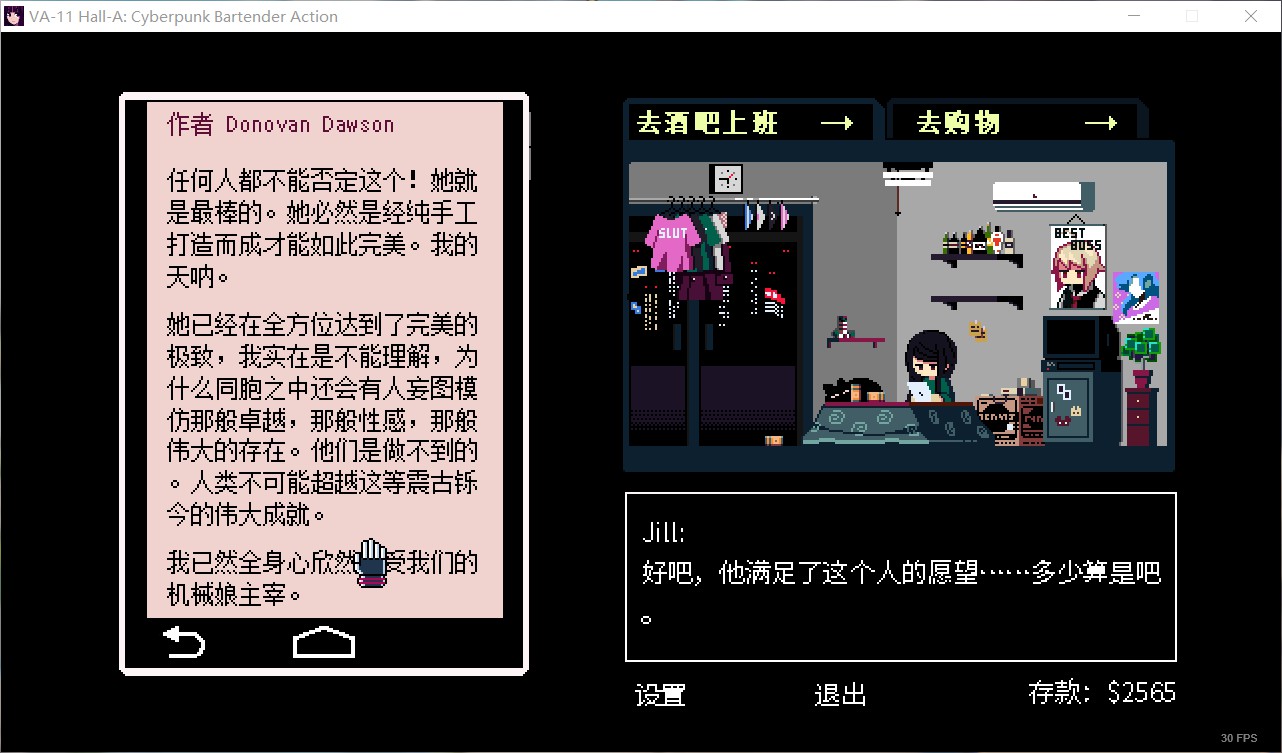 VA-11 Hall-A: Cyberpunk Bartender Action
作者 Donovan Dawson
任何人都不能否定这个！她就
是最棒的。她必然是经纯手工
打造而成才能如此完美。我的
天呐。
她已经在全方位达到了完美的
极致，我实在是不能理解，为
什么同胞之中还会有人妄图模
仿那般卓越，那般性感，那般
伟大的存在。他们是做不到的
。人类不可能超越这等震古铄
今的伟大成就。
我已然全身心欣然 受我们的
机械娘主宰。
去酒吧上班 →
去购物 →
SLUT
BEST
BOSS
Jill:
好吧，他满足了这个人的愿望……多少算是吧
。
设置
退出
存款： $2565
30 FPS